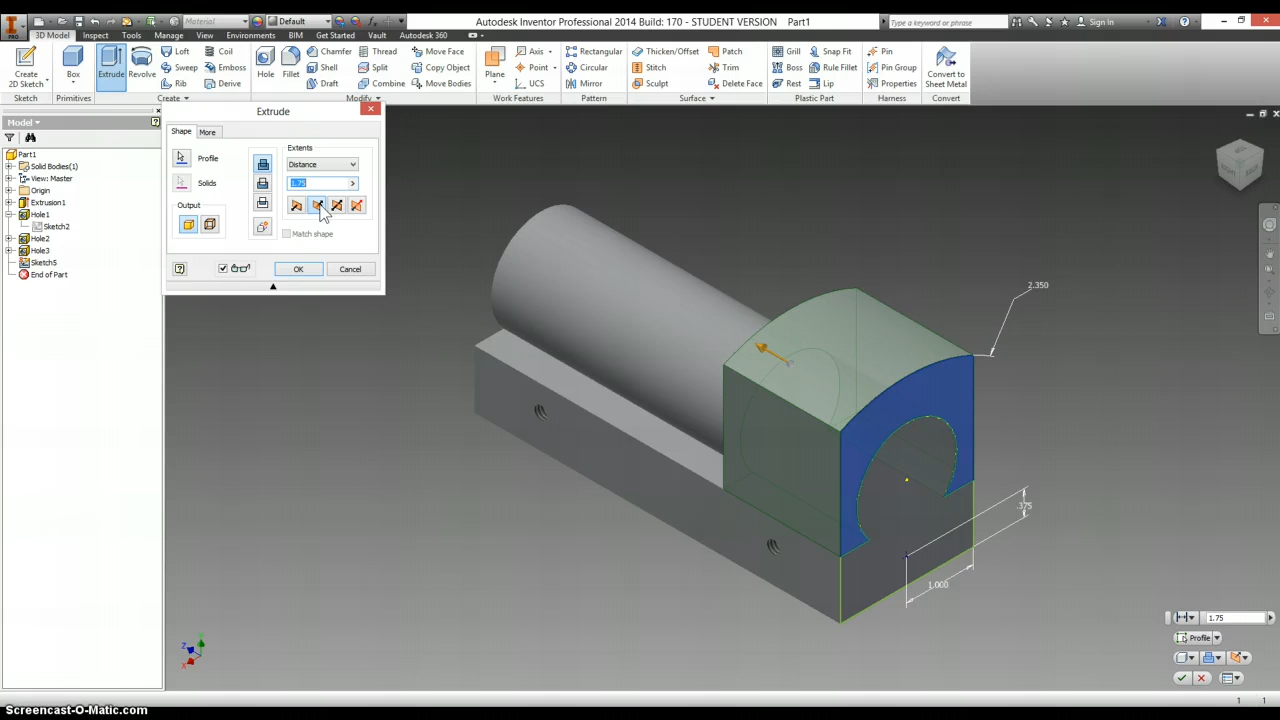 Material Default Autodesk Inventor Professional 2014 Build: 170 - STUDENT VERSION Part1 Type a keyword or phrase Sign In
3D Model Inspect Tools Manage View Environments BIM Get Started Vault Autodesk 360
Loft Coil Chamfer Thread Move Face Axis Rectangular Thickness/Offset Patch Grill Snap Fit Pin
Sweep Emboss Shell Split Copy Object Point Circular Stitch Trim Boss Rule Fillet Pin Group
Create 2D Sketch Box Extrude Revolve Rib Derive Hole Fillet Draft Combine Move Bodies Plane UCS Mirror Sculpt Delete Face Rest Lip Properties Convert to Sheet Metal
Sketch Primitives Create Modify Work Features Pattern Surface Plastic Part Harness Convert
Model
Part1
Solid Bodies(1)
View: Master
Origin
Extrusion1
Hole1
Sketch2
Hole2
Hole3
Sketch5
End of Part
Extrude
Shape More
Profile
Solids
Output
Extents
Distance
1.75
Match shape
OK Cancel
2.350
.375
1.000
1.75
Profile
Z Y X
1 1
Screencast-O-Matic.com